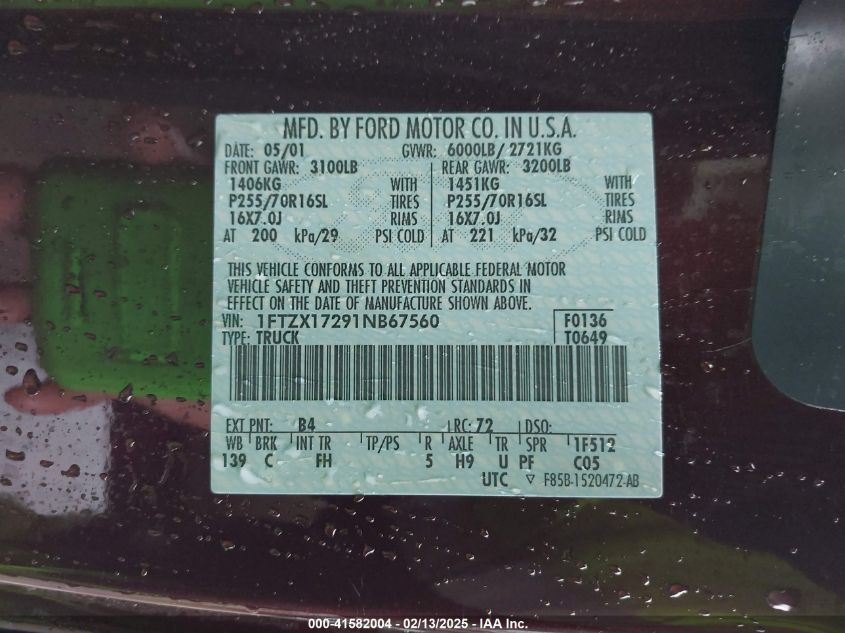 MFD. BY FORD MOTOR CO. IN U.S.A.
DATE: 05/01 GVWR: 6000LB/ 2721KG
FRONT GAWR: 3100LB REAR GAWR: 3200LB
1406KG WITH 1451KG WITH
P255/70R16SL TIRES P255/70R16SL TIRES
16X7.0J RIMS 16X7.0J RIMS
AT 200 kPa/29 PSI COLD AT 221 kPa/32 PSI COLD
THIS VEHICLE CONFORMS TO ALL APPLICABLE FEDERAL MOTOR
VEHICLE SAFETY AND THEFT PREVENTION STANDARDS IN
EFFECT ON THE DATE OF MANUFACTURE SHOWN ABOVE.
VIN: 1FTZX17291NB67560 F0136
TYPE: TRUCK T0649
EXT PNT: B4 RC: 72 DSO:
WB BRK INT TR TP/PS R AXLE TR SPR 1F512
139 C FH 5 H9 U PF C05
UTC ▽ F85B-1520472-AB
000-41582004 - 02/13/2025 - IAA Inc.